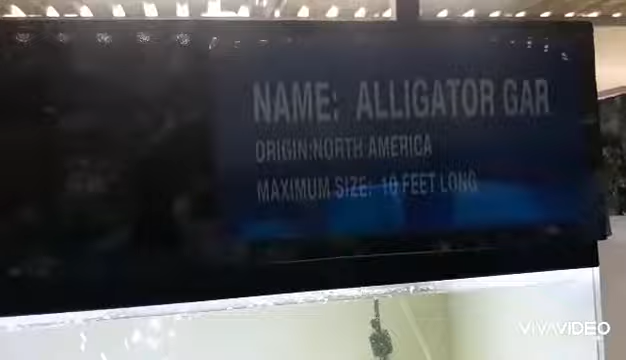 NAME: ALLIGATOR GAR
ORIGIN:NORTH AMERICA
MAXIMUM SIZE: 10 FEET LONG
VIVAVIDEO